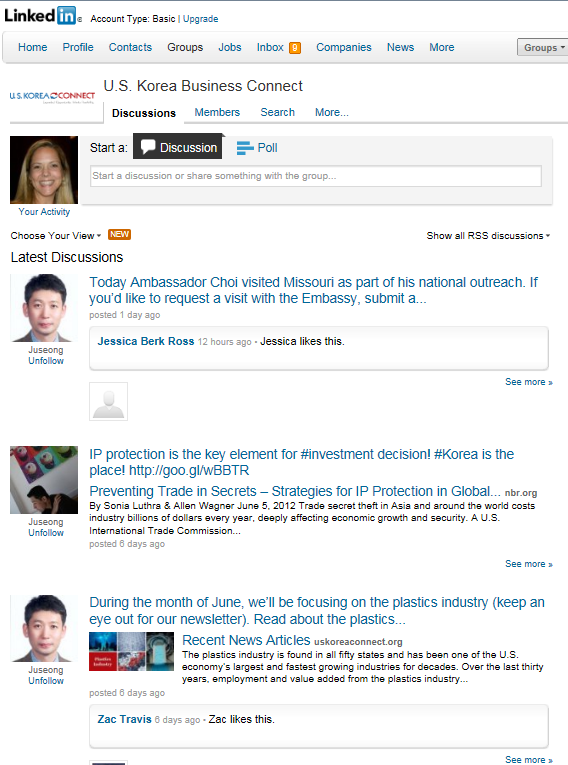 Linked in® Account Type: Basic | Upgrade
Home Profile Contacts Groups Jobs Inbox 9 Companies News More Groups
U.S. Korea Business Connect
U.S.KOREA CONNECT
Discussions Members Search More...
Start a: Discussion Poll
Start a discussion or share something with the group...
Your Activity
Choose Your View NEW Show all RSS discussions
Latest Discussions
Today Ambassador Choi visited Missouri as part of his national outreach. If
you'd like to request a visit with the Embassy, submit a...
posted 1 day ago
Jessica Berk Ross 12 hours ago - Jessica likes this.
Juseong
Unfollow
See more »
IP protection is the key element for #investment decision! #Korea is the
place! http://goo.gl/wBBTR
Preventing Trade in Secrets – Strategies for IP Protection in Global... nbr.org
By Sonia Luthra & Allen Wagner June 5, 2012 Trade secret theft in Asia and around the world costs
industry billions of dollars every year, deeply affecting economic growth and security. A U.S.
International Trade Commission...
posted 6 days ago
Juseong
Unfollow
See more »
During the month of June, we'll be focusing on the plastics industry (keep an
eye out for our newsletter). Read about the plastics...
Plastics
Industry
Recent News Articles uskoreaconnect.org
The plastics industry is found in all fifty states and has been one of the U.S.
economy's largest and fastest growing industries for decades. Over the last thirty
years, employment and value added from the plastics industry...
posted 6 days ago
Juseong
Unfollow
Zac Travis 6 days ago - Zac likes this.
See more »